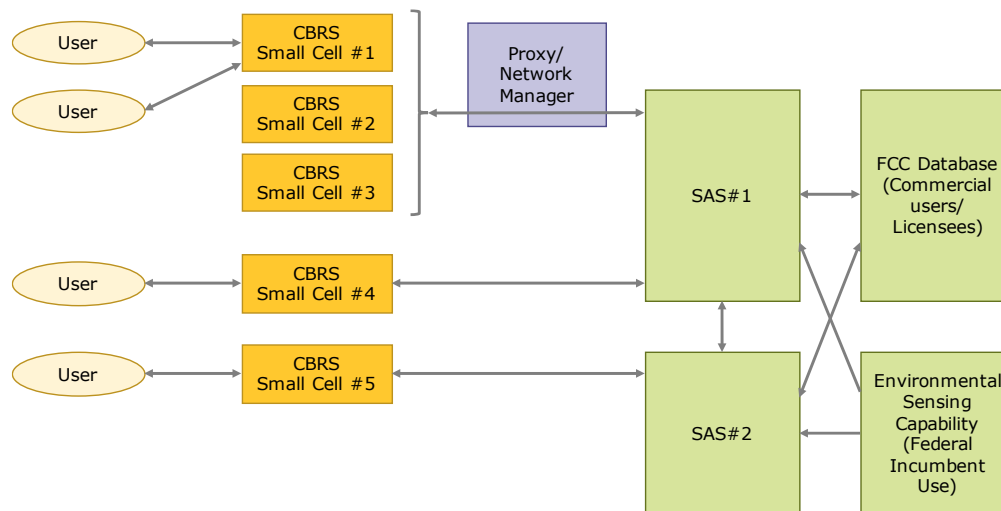 User
CBRS
Small Cell #1
Proxy/
Network
Manager
User
CBRS
Small Cell #2
CBRS
Small Cell #3
SAS#1
FCC Database
(Commercial
users/
Licensees)
User
CBRS
Small Cell #4
User
CBRS
Small Cell #5
SAS#2
Environmental
Sensing
Capability
(Federal
Incumbent
Use)